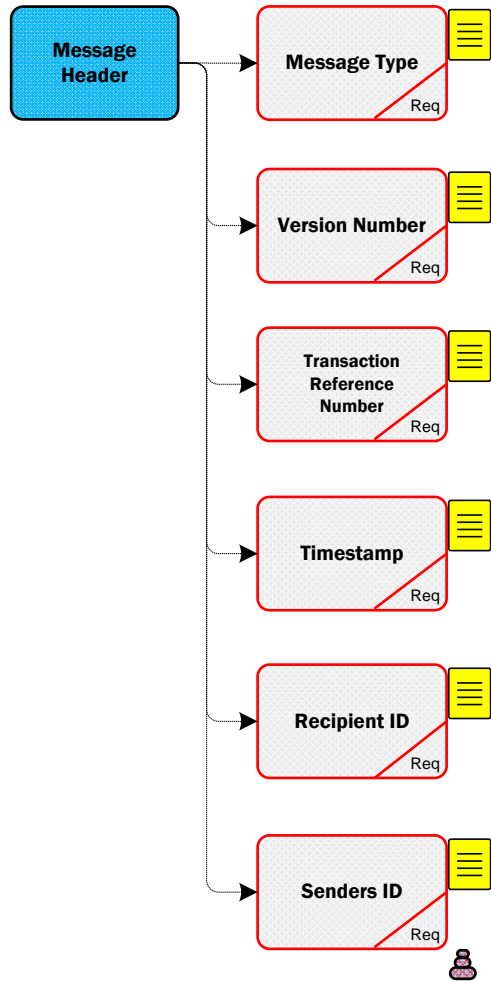 Message
Header
Message Type
Req
Version Number
Req
Transaction
Reference
Number
Req
Timestamp
Req
Recipient ID
Req
Senders ID
Req